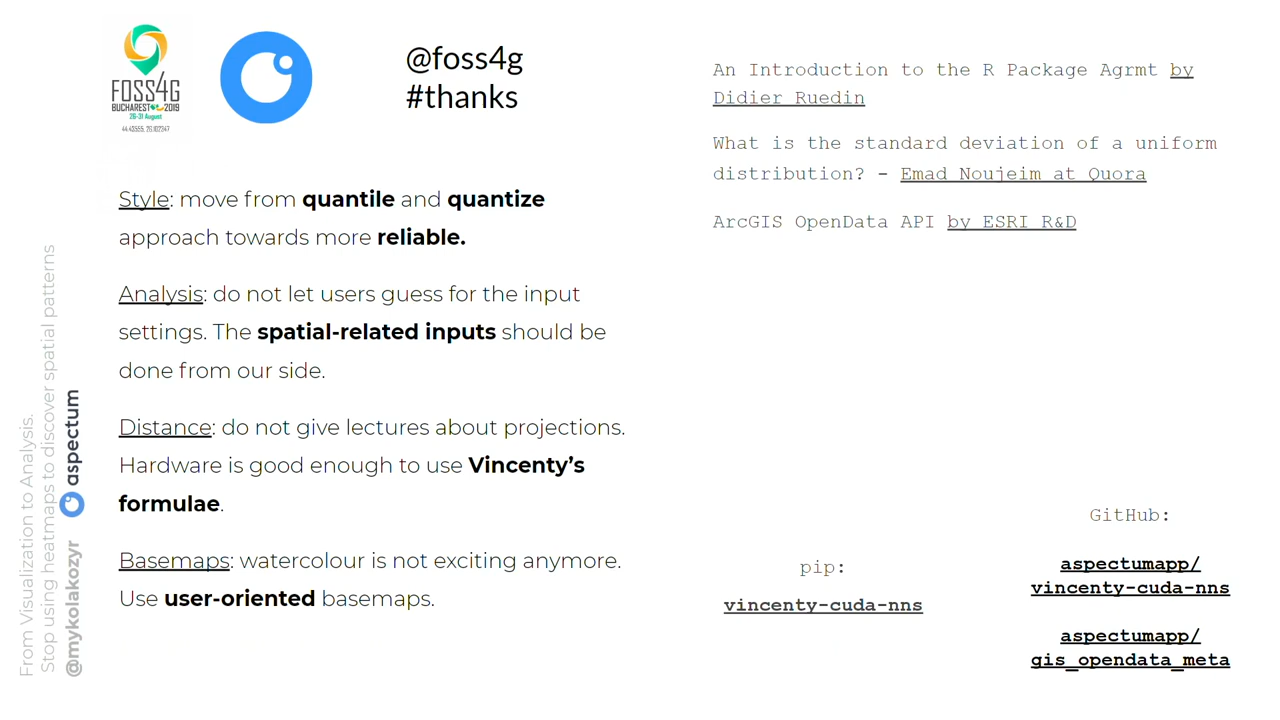 FOSS4G
BUCHAREST 2019
26-31 August
@foss4g
#thanks
Style: move from quantile and quantize
approach towards more reliable.
Analysis: do not let users guess for the input
settings. The spatial-related inputs should be
done from our side.
Distance: do not give lectures about projections.
Hardware is good enough to use Vincenty’s
formulae.
Basemaps: watercolour is not exciting anymore.
Use user-oriented basemaps.
An Introduction to the R Package Agrmt by
Didier Ruedin
What is the standard deviation of a uniform
distribution? - Emad Noujeim at Quora
ArcGIS OpenData API by ESRI R&D
pip:
vincenty-cuda-nns
GitHub:
aspectumapp/
vincenty-cuda-nns
aspectumapp/
gis_opendata_meta
From Visualization to Analysis.
Stop using heatmaps to discover spatial patterns
@mykolakozyr aspectum